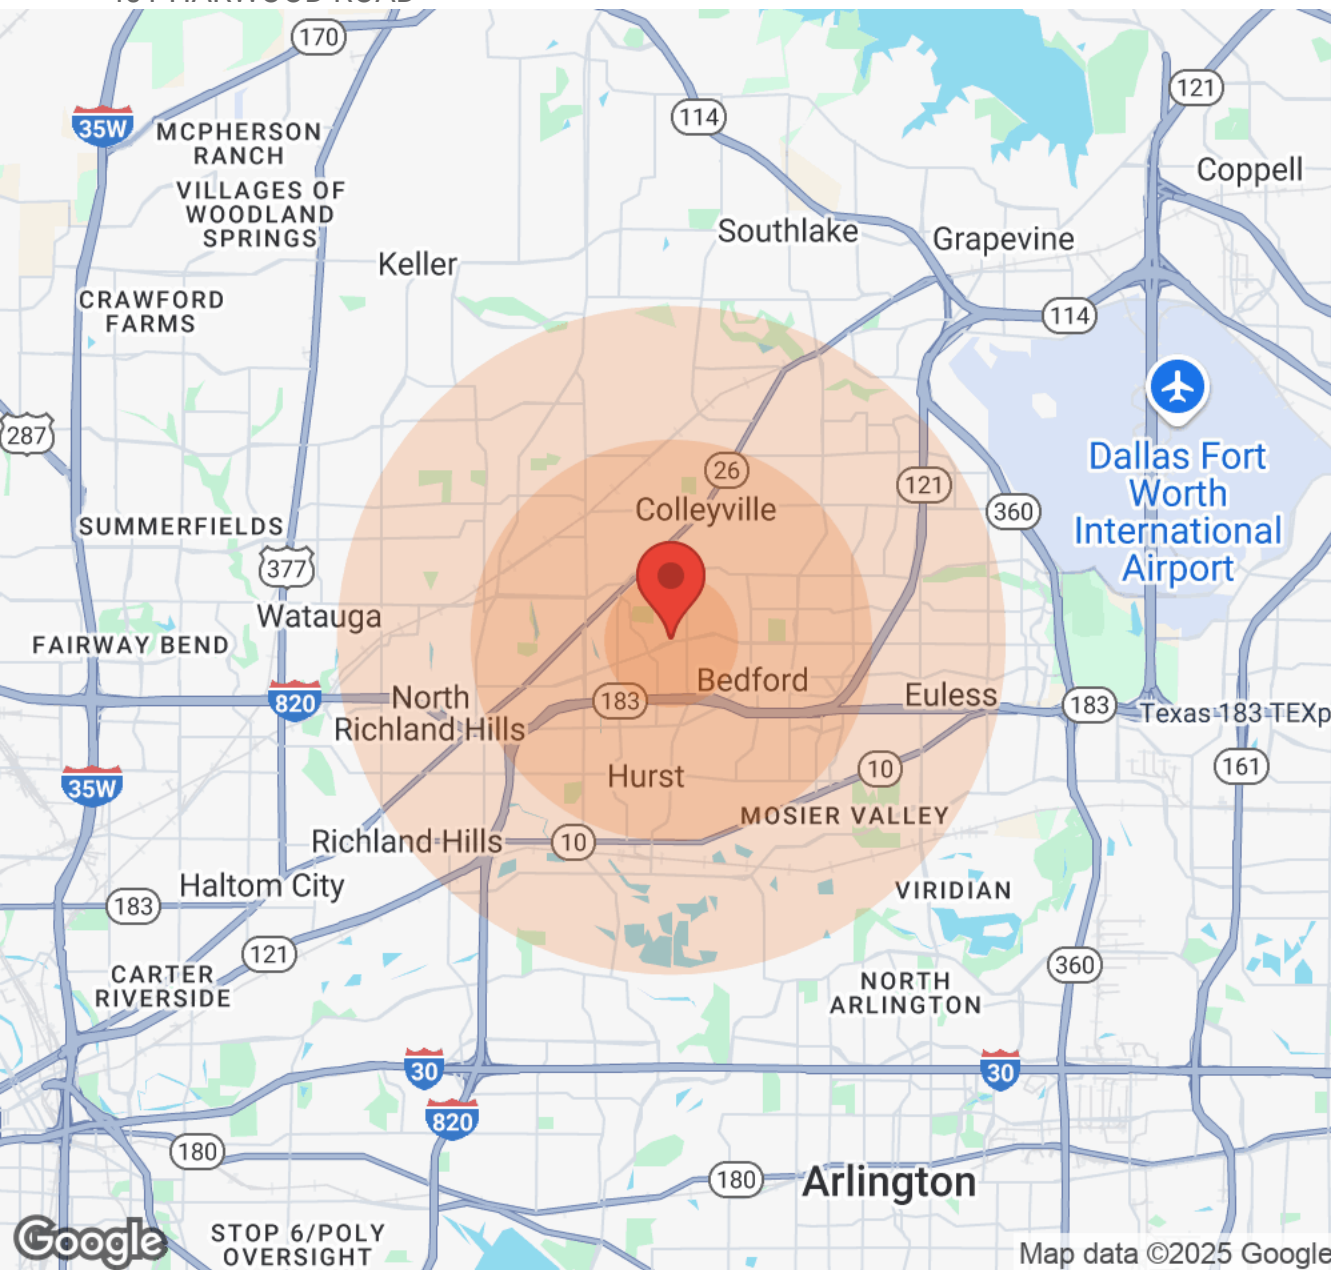 HARWOOD ROAD
170
35W
MCPHERSON
RANCH
121
114
Coppell
VILLAGES OF
WOODLAND
SPRINGS
Southlake
Grapevine
Keller
CRAWFORD
FARMS
114
287
Dallas Fort
Worth
International
Airport
26
121
Colleyville
360
SUMMERFIELDS
377
Watauga
FAIRWAY BEND
Bedford
North
Richland Hills
820
183
Euless
183
Texas 183 TEXp
35W
Hurst
10
161
MOSIER VALLEY
Richland Hills
10
Haltom City
183
VIRIDIAN
121
360
CARTER
RIVERSIDE
NORTH
ARLINGTON
30
30
820
180
180
Arlington
STOP 6/POLY
OVERSIGHT
Google
Map data ©2025 Google